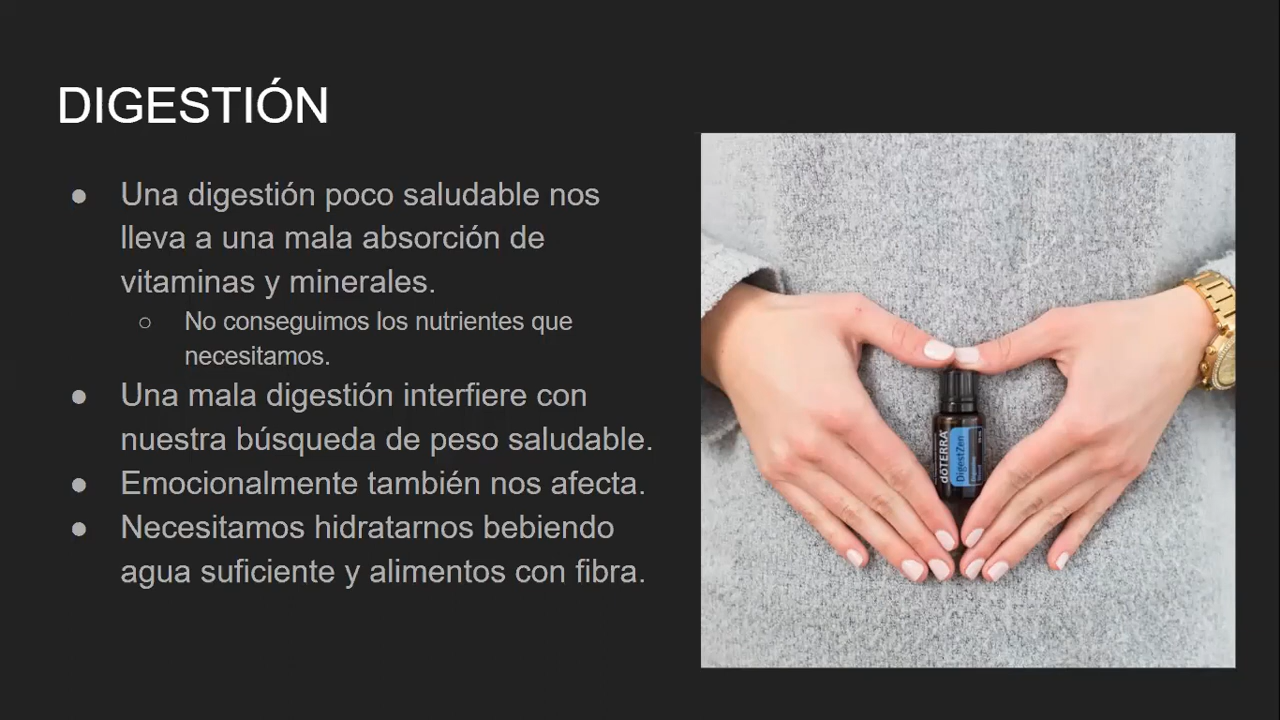 DIGESTIÓN
● Una digestión poco saludable nos
lleva a una mala absorción de
vitaminas y minerales.
○ No conseguimos los nutrientes que
necesitamos.
● Una mala digestión interfiere con
nuestra búsqueda de peso saludable.
● Emocionalmente también nos afecta.
● Necesitamos hidratarnos bebiendo
agua suficiente y alimentos con fibra.
dōTERRA
DigestZen